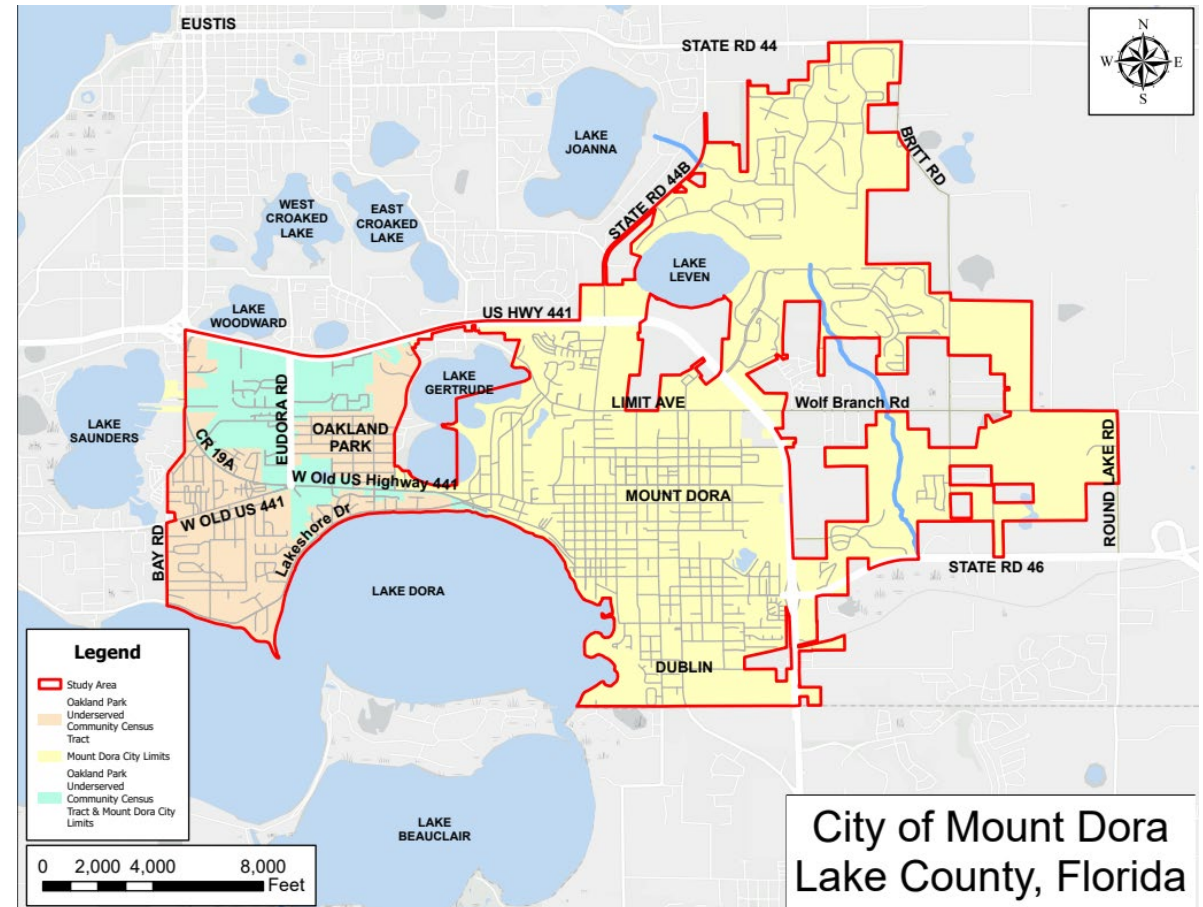 EUSTIS
STATE RD 44
N
W
E
S
LAKE
JOANNA
BRITT RD
STATE RD 44B
WEST
CROAKED
LAKE
EAST
CROAKED
LAKE
LAKE
LEVEN
LAKE
WOODWARD
US HWY 441
LAKE
GERTRUDE
LIMIT AVE
Wolf Branch Rd
LAKE
SAUNDERS
CR 19A
EUDORA RD
OAKLAND
PARK
W Old US Highway 441
MOUNT DORA
ROUND LAKE RD
W OLD US 441
BAY RD
Lakeshore Dr
STATE RD 46
LAKE DORA
DUBLIN
Legend
Study Area
Oakland Park
Underserved
Community Census
Tract
Mount Dora City Limits
Oakland Park
Underserved
Community Census
Tract & Mount Dora City
Limits
LAKE
BEAUCLAIR
0 2,000 4,000 8,000
Feet
City of Mount Dora
Lake County, Florida